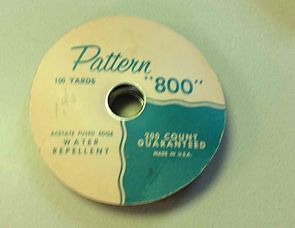 Pattern
100 YARDS
"800"
ACETATE FUSED EDGE
WATER
REPELLENT
200 COUNT
GUARANTEED
MADE IN U.S.A.